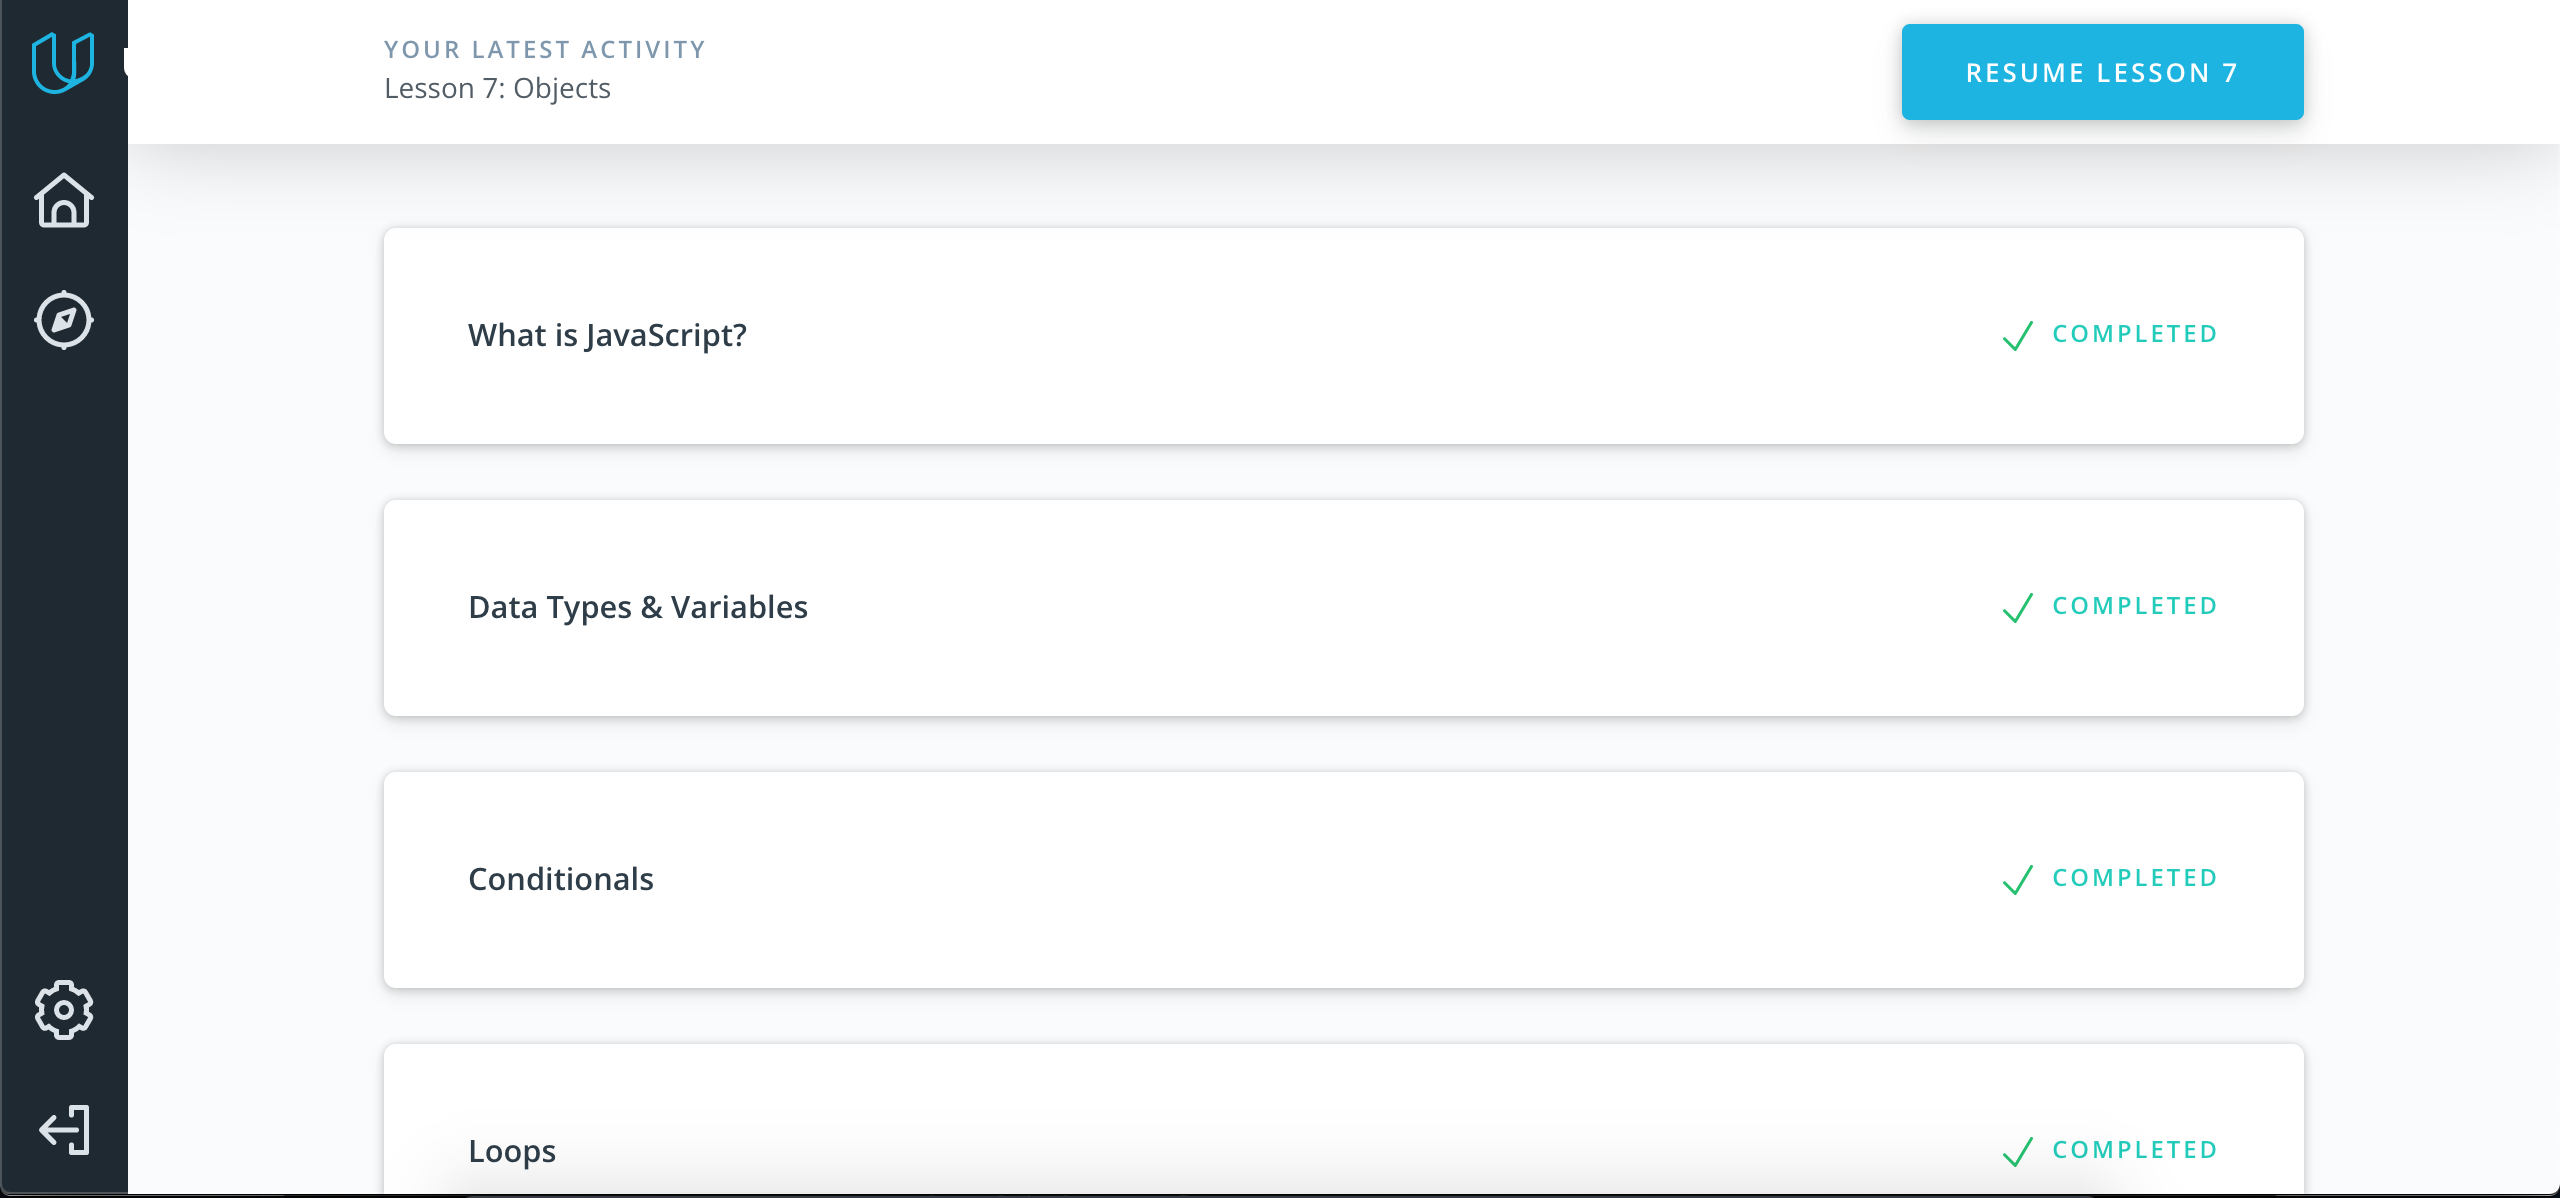 YOUR LATEST ACTIVITY
Lesson 7: Objects
RESUME LESSON 7
What is JavaScript?
COMPLETED
Data Types & Variables
COMPLETED
Conditionals
COMPLETED
Loops
COMPLETED